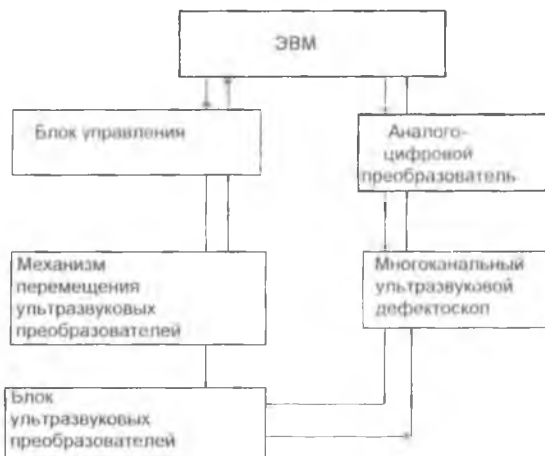 ЭВМ
Блок управления
Аналого-
цифровой
преобразователь
Механизм
перемещения
ультразвуковых
преобразователей
Многоканальный
ультразвуковой
дефектоскоп
Блок
ультразвуковых
преобразователей